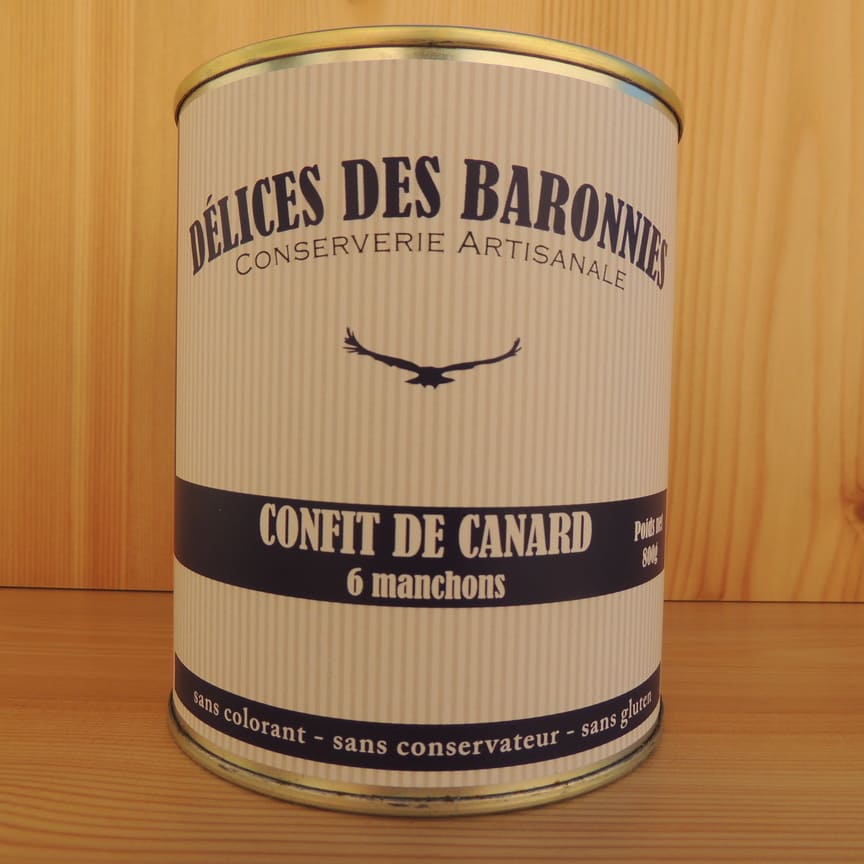 DÉLICES DES BARONNIES
CONSERVERIE ARTISANALE
CONFIT DE CANARD
6 manchons
Poids net
800g
sans colorant - sans conservateur - sans gluten